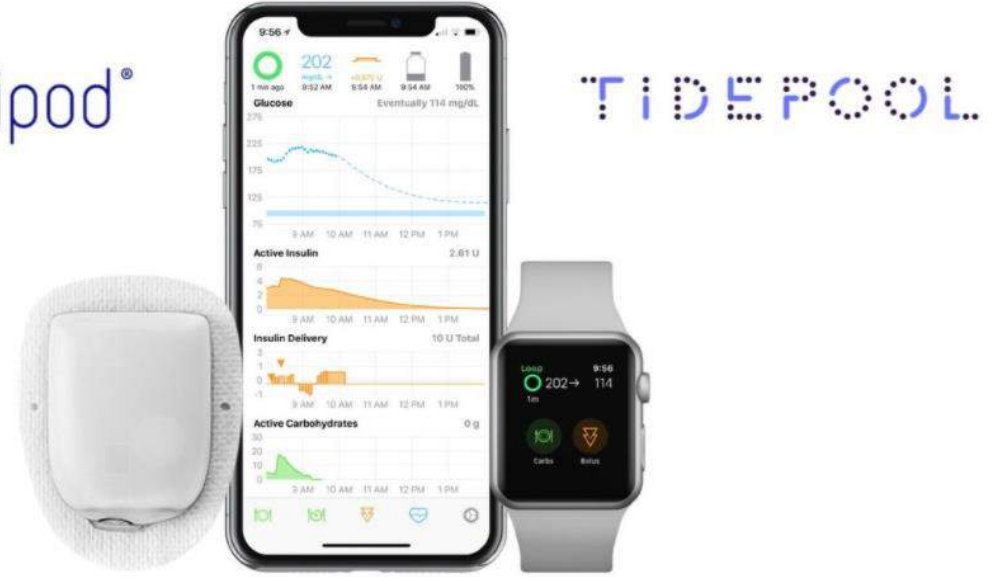 pod®
TIDEPOOL
9:56
202
mg/dL →
+0.670 U
1 min ago
9:52 AM
9:54 AM
9:54 AM
100%
Glucose
Eventually 114 mg/dL
275
225
175
125
75
9 AM 10 AM 11 AM 12 PM 1 PM
Active Insulin
2.61 U
6
4
2
0
9 AM 10 AM 11 AM 12 PM 1 PM
Insulin Delivery
10 U Total
3
1
0
-1
9 AM 10 AM 11 AM 12 PM 1 PM
Active Carbohydrates
0 g
30
20
10
0
9 AM 10 AM 11 AM 12 PM 1 PM
Loop
9:56
202→ 114
1m
Carbs
Bolus